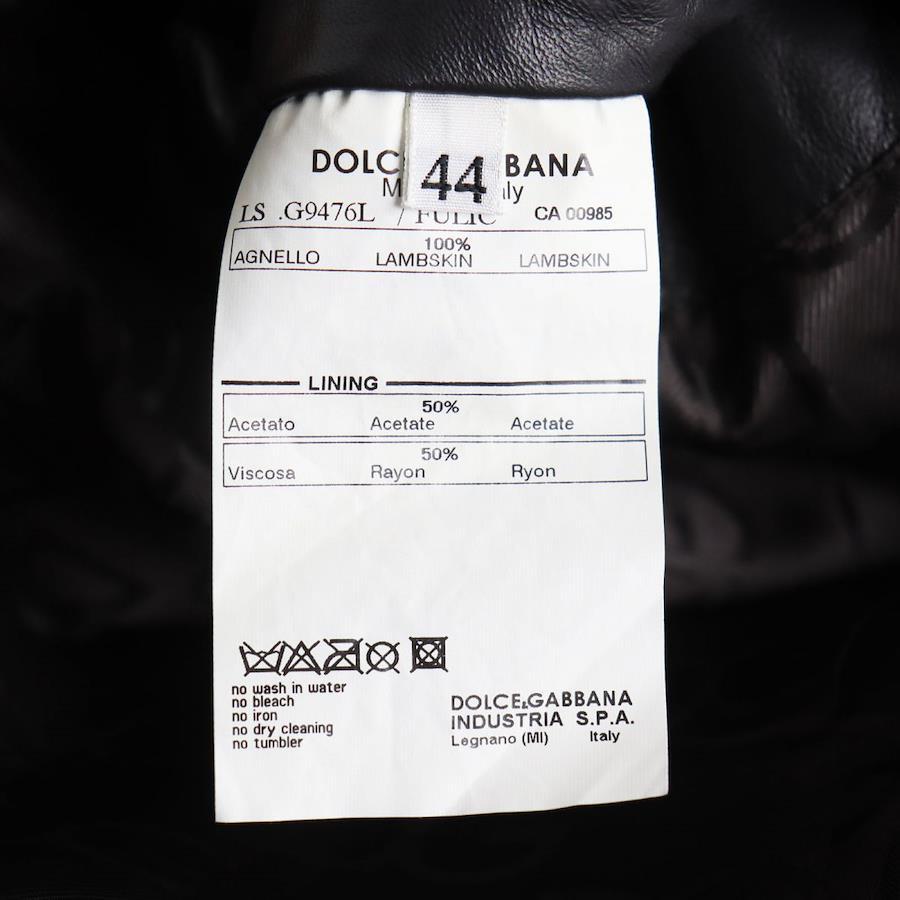 DOLC 44 BBANA
LS .G9476L / FULIC CA 00985
100%
AGNELLO LAMBSKIN LAMBSKIN
LINING
50%
Acetato Acetate Acetate
50%
Viscosa Rayon Ryon
no wash in water
no bleach
no iron
no dry cleaning
no tumbler
DOLCE&GABBANA
INDUSTRIA S.P.A.
Legnano (MI) Italy